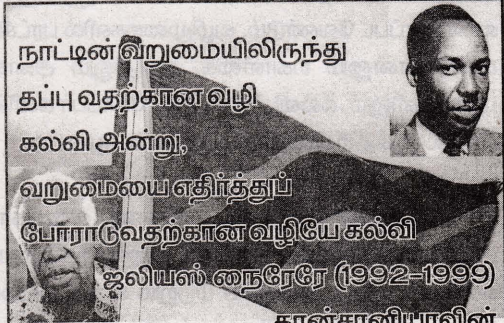 நாட்டின் வறுமையிலிருந்து
தப்பு வதற்கான வழி
கல்வி அன்று,
வறுமையை எதிர்த்துப்
போராடுவதற்கான வழியே கல்வி
ஜலியஸ் நைரேரே (1992-1999)
தான்சானியாவின்